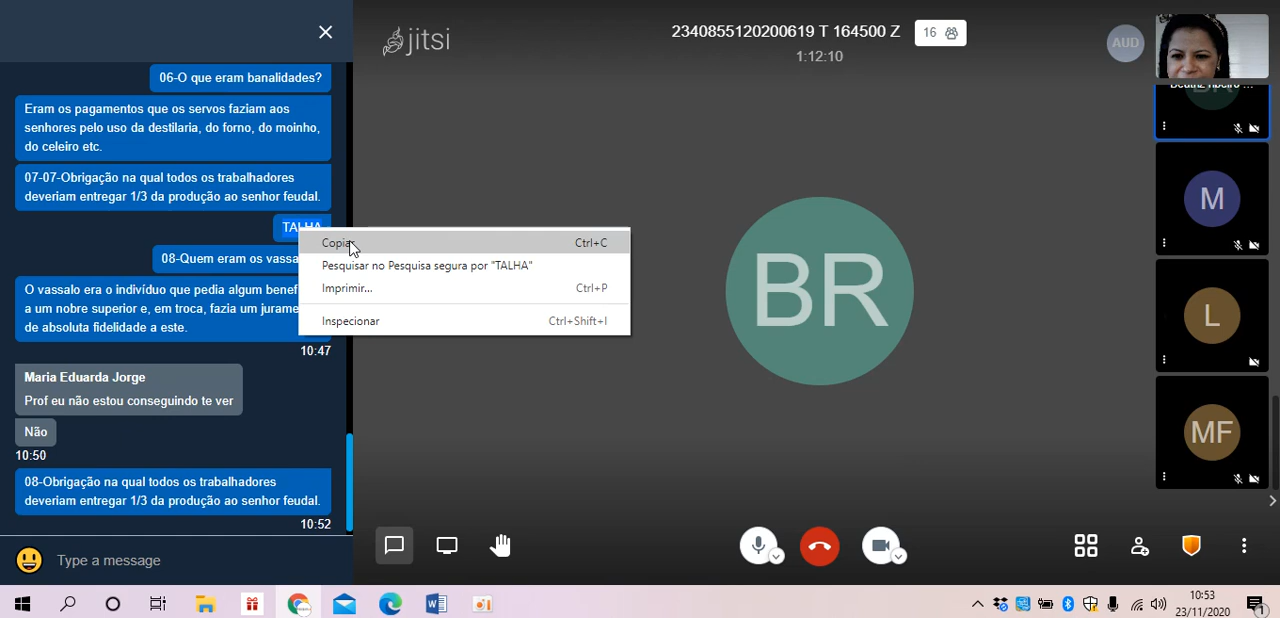 06-O que eram banalidades?
Eram os pagamentos que os servos faziam aos
senhores pelo uso da destilaria, do forno, do moinho,
do celeiro etc.
07-07-Obrigação na qual todos os trabalhadores
deveriam entregar 1/3 da produção ao senhor feudal.
TALHA
08-Quem eram os vassa
O vassalo era o indivíduo que pedia algum benef
a um nobre superior e, em troca, fazia um jurame
de absoluta fidelidade a este.
10:47
Maria Eduarda Jorge
Prof eu não estou conseguindo te ver
Não
10:50
08-Obrigação na qual todos os trabalhadores
deveriam entregar 1/3 da produção ao senhor feudal.
10:52
Type a message
Copiar Ctrl+C
Pesquisar no Pesquisa segura por "TALHA"
Imprimir... Ctrl+P
Inspecionar Ctrl+Shift+I
jitsi
2340855120200619 T 164500 Z
16
1:12:10
BR
AUD
Beatriz ribeiro ...
M
L
MF
10:53
23/11/2020
1